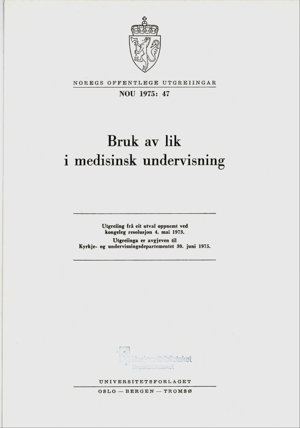 NOREGS OFFENTLEGE UTGREIINGAR
NOU 1975: 47
Bruk av lik
i medisinsk undervisning
Utgreiing frå eit utval oppnemt ved
kongeleg resolusjon 4. mai 1973.
Utgreiinga er avgjeven til
Kyrkje- og undervisningsdepartementet 30. juni 1975.
UNIVERSITETSFORLAGET
OSLO — BERGEN — TROMSØ